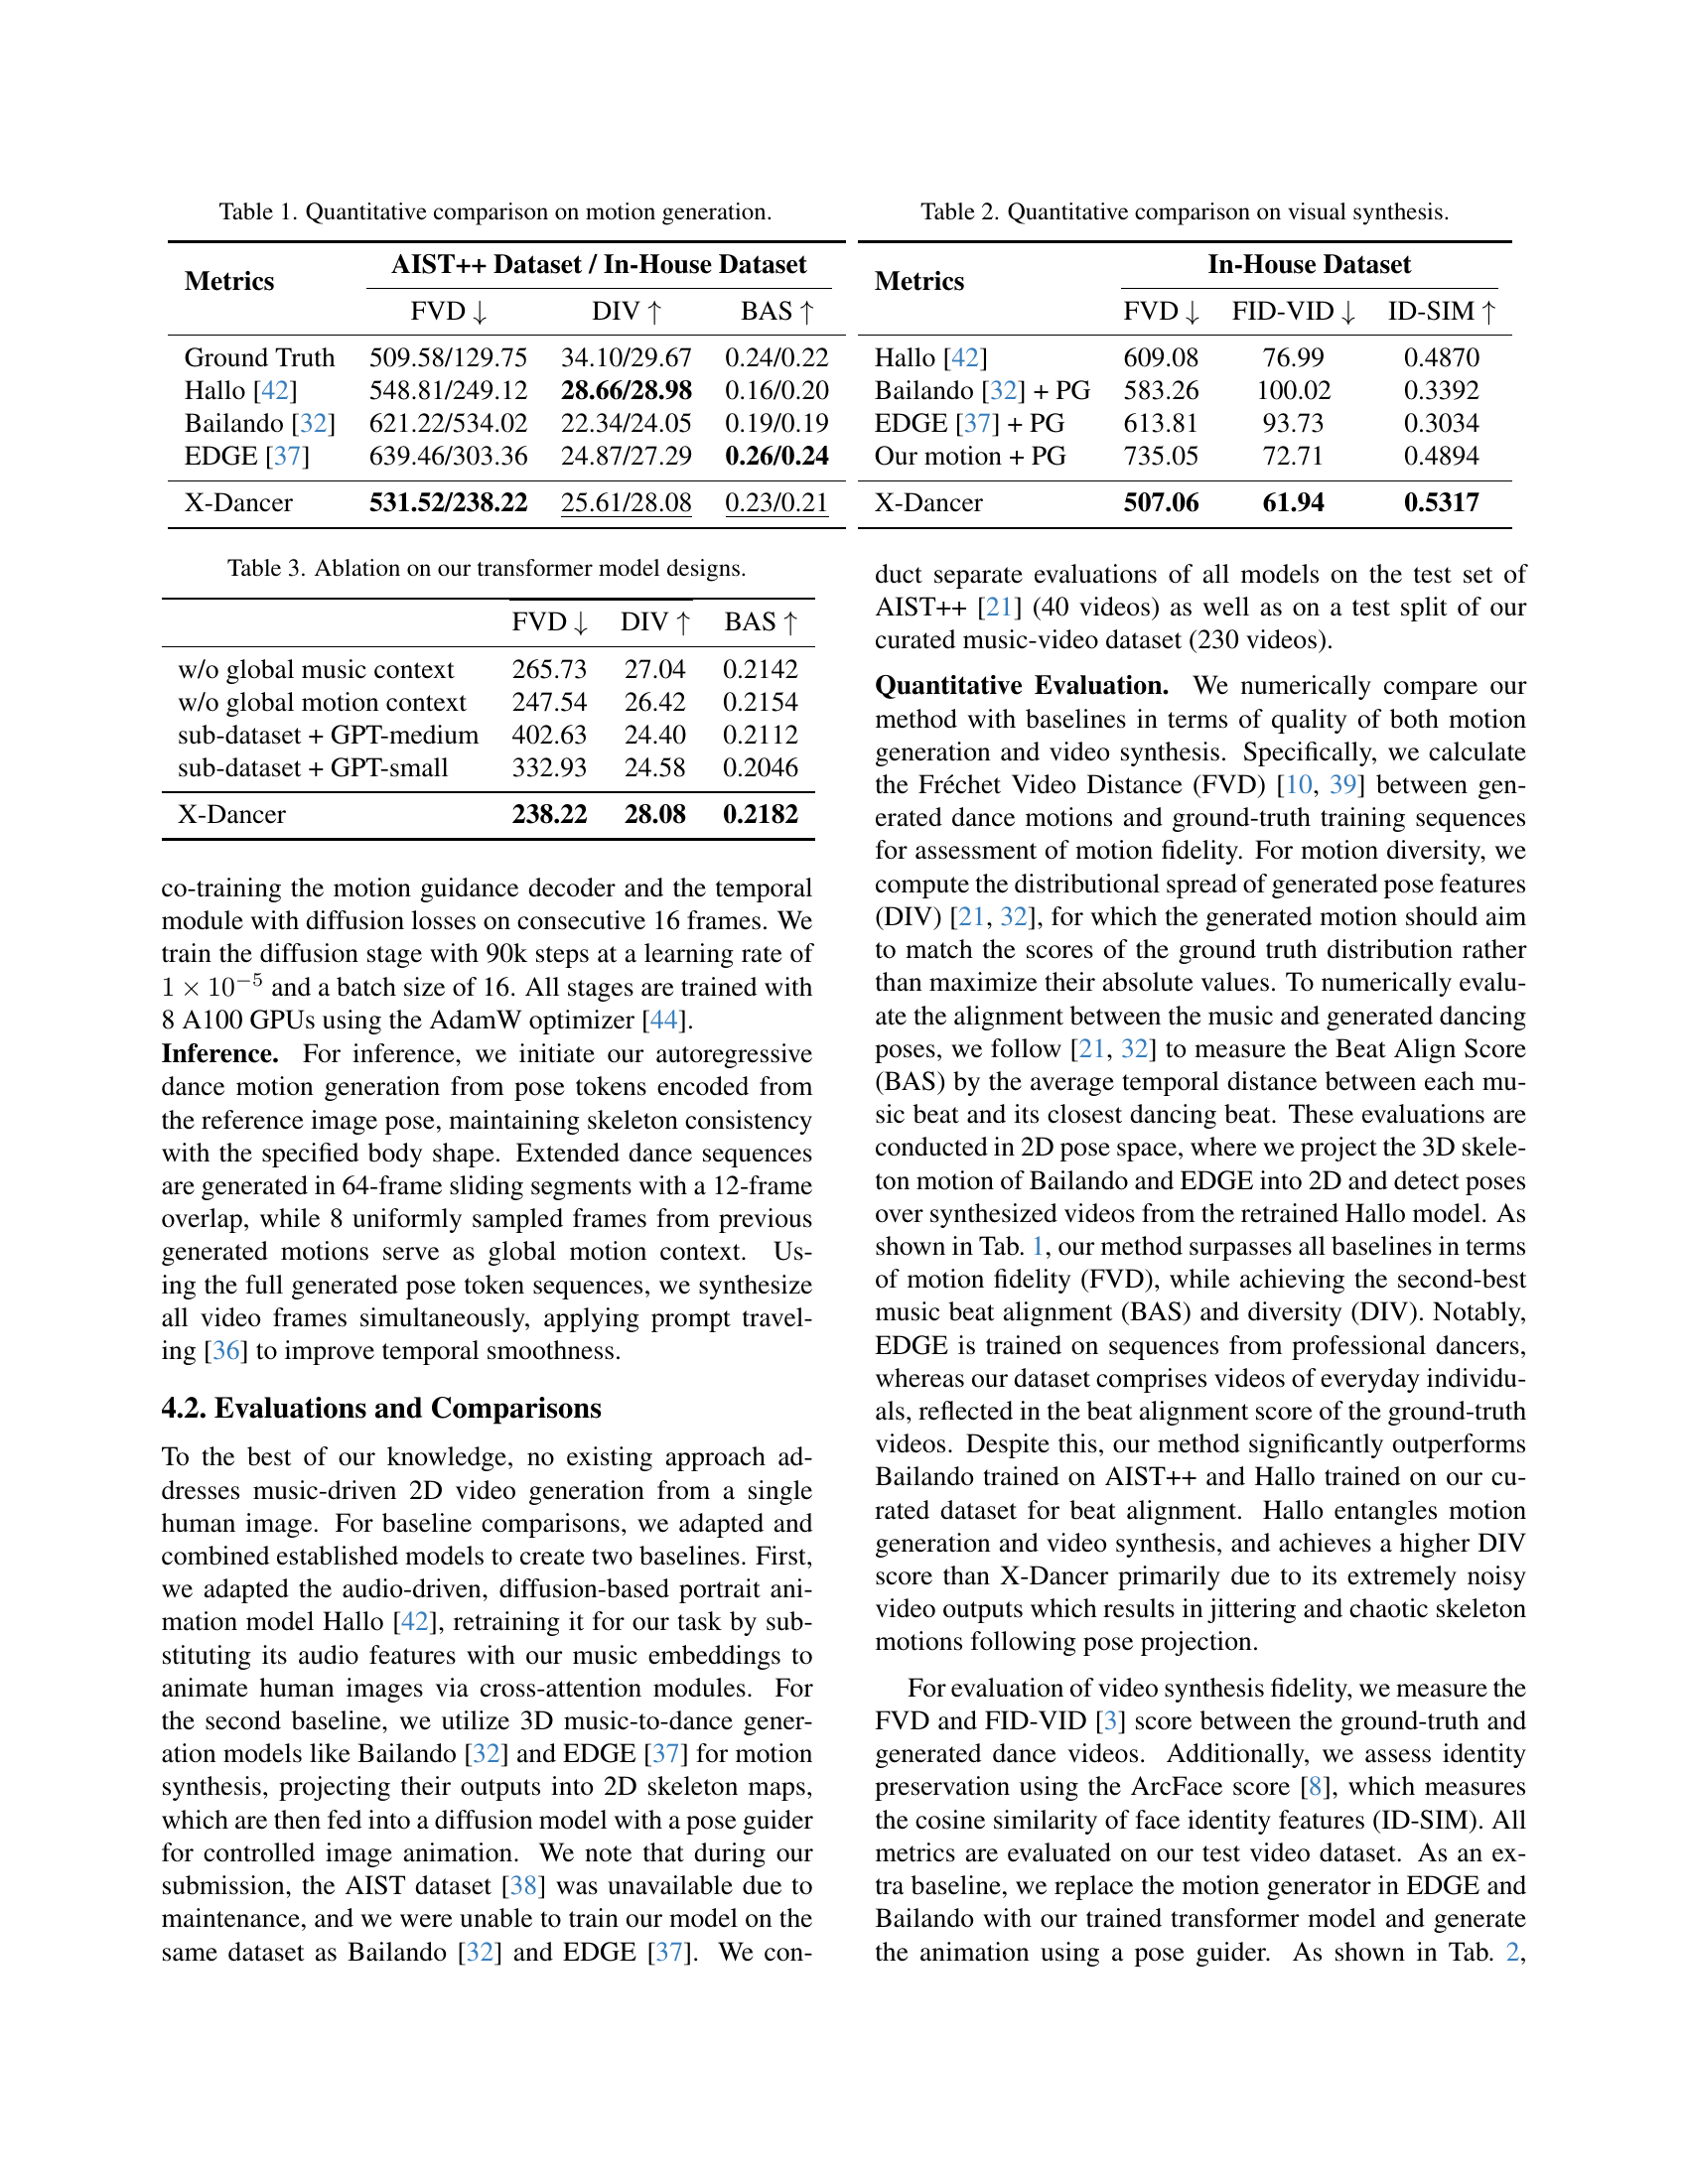 Table 1. Quantitative comparison on motion generation.
Metrics AIST++ Dataset / In-House Dataset
FVD ↓ DIV ↑ BAS ↑
Ground Truth 509.58/129.75 34.10/29.67 0.24/0.22
Hallo [42] 548.81/249.12 28.66/28.98 0.16/0.20
Bailando [32] 621.22/534.02 22.34/24.05 0.19/0.19
EDGE [37] 639.46/303.36 24.87/27.29 0.26/0.24
X-Dancer 531.52/238.22 25.61/28.08 0.23/0.21
Table 2. Quantitative comparison on visual synthesis.
Metrics In-House Dataset
FVD ↓ FID-VID ↓ ID-SIM ↑
Hallo [42] 609.08 76.99 0.4870
Bailando [32] + PG 583.26 100.02 0.3392
EDGE [37] + PG 613.81 93.73 0.3034
Our motion + PG 735.05 72.71 0.4894
X-Dancer 507.06 61.94 0.5317
Table 3. Ablation on our transformer model designs.
FVD ↓ DIV ↑ BAS ↑
w/o global music context 265.73 27.04 0.2142
w/o global motion context 247.54 26.42 0.2154
sub-dataset + GPT-medium 402.63 24.40 0.2112
sub-dataset + GPT-small 332.93 24.58 0.2046
X-Dancer 238.22 28.08 0.2182
co-training the motion guidance decoder and the temporal
module with diffusion losses on consecutive 16 frames. We
train the diffusion stage with 90k steps at a learning rate of
1 × 10⁻⁵ and a batch size of 16. All stages are trained with
8 A100 GPUs using the AdamW optimizer [44].
Inference. For inference, we initiate our autoregressive
dance motion generation from pose tokens encoded from
the reference image pose, maintaining skeleton consistency
with the specified body shape. Extended dance sequences
are generated in 64-frame sliding segments with a 12-frame
overlap, while 8 uniformly sampled frames from previous
generated motions serve as global motion context. Us-
ing the full generated pose token sequences, we synthesize
all video frames simultaneously, applying prompt travel-
ing [36] to improve temporal smoothness.
4.2. Evaluations and Comparisons
To the best of our knowledge, no existing approach ad-
dresses music-driven 2D video generation from a single
human image. For baseline comparisons, we adapted and
combined established models to create two baselines. First,
we adapted the audio-driven, diffusion-based portrait ani-
mation model Hallo [42], retraining it for our task by sub-
stituting its audio features with our music embeddings to
animate human images via cross-attention modules. For
the second baseline, we utilize 3D music-to-dance gener-
ation models like Bailando [32] and EDGE [37] for motion
synthesis, projecting their outputs into 2D skeleton maps,
which are then fed into a diffusion model with a pose guider
for controlled image animation. We note that during our
submission, the AIST dataset [38] was unavailable due to
maintenance, and we were unable to train our model on the
same dataset as Bailando [32] and EDGE [37]. We con-
duct separate evaluations of all models on the test set of
AIST++ [21] (40 videos) as well as on a test split of our
curated music-video dataset (230 videos).
Quantitative Evaluation. We numerically compare our
method with baselines in terms of quality of both motion
generation and video synthesis. Specifically, we calculate
the Fréchet Video Distance (FVD) [10, 39] between gen-
erated dance motions and ground-truth training sequences
for assessment of motion fidelity. For motion diversity, we
compute the distributional spread of generated pose features
(DIV) [21, 32], for which the generated motion should aim
to match the scores of the ground truth distribution rather
than maximize their absolute values. To numerically evalu-
ate the alignment between the music and generated dancing
poses, we follow [21, 32] to measure the Beat Align Score
(BAS) by the average temporal distance between each mu-
sic beat and its closest dancing beat. These evaluations are
conducted in 2D pose space, where we project the 3D skele-
ton motion of Bailando and EDGE into 2D and detect poses
over synthesized videos from the retrained Hallo model. As
shown in Tab. 1, our method surpasses all baselines in terms
of motion fidelity (FVD), while achieving the second-best
music beat alignment (BAS) and diversity (DIV). Notably,
EDGE is trained on sequences from professional dancers,
whereas our dataset comprises videos of everyday individu-
als, reflected in the beat alignment score of the ground-truth
videos. Despite this, our method significantly outperforms
Bailando trained on AIST++ and Hallo trained on our cu-
rated dataset for beat alignment. Hallo entangles motion
generation and video synthesis, and achieves a higher DIV
score than X-Dancer primarily due to its extremely noisy
video outputs which results in jittering and chaotic skeleton
motions following pose projection.
For evaluation of video synthesis fidelity, we measure the
FVD and FID-VID [3] score between the ground-truth and
generated dance videos. Additionally, we assess identity
preservation using the ArcFace score [8], which measures
the cosine similarity of face identity features (ID-SIM). All
metrics are evaluated on our test video dataset. As an ex-
tra baseline, we replace the motion generator in EDGE and
Bailando with our trained transformer model and generate
the animation using a pose guider. As shown in Tab. 2,